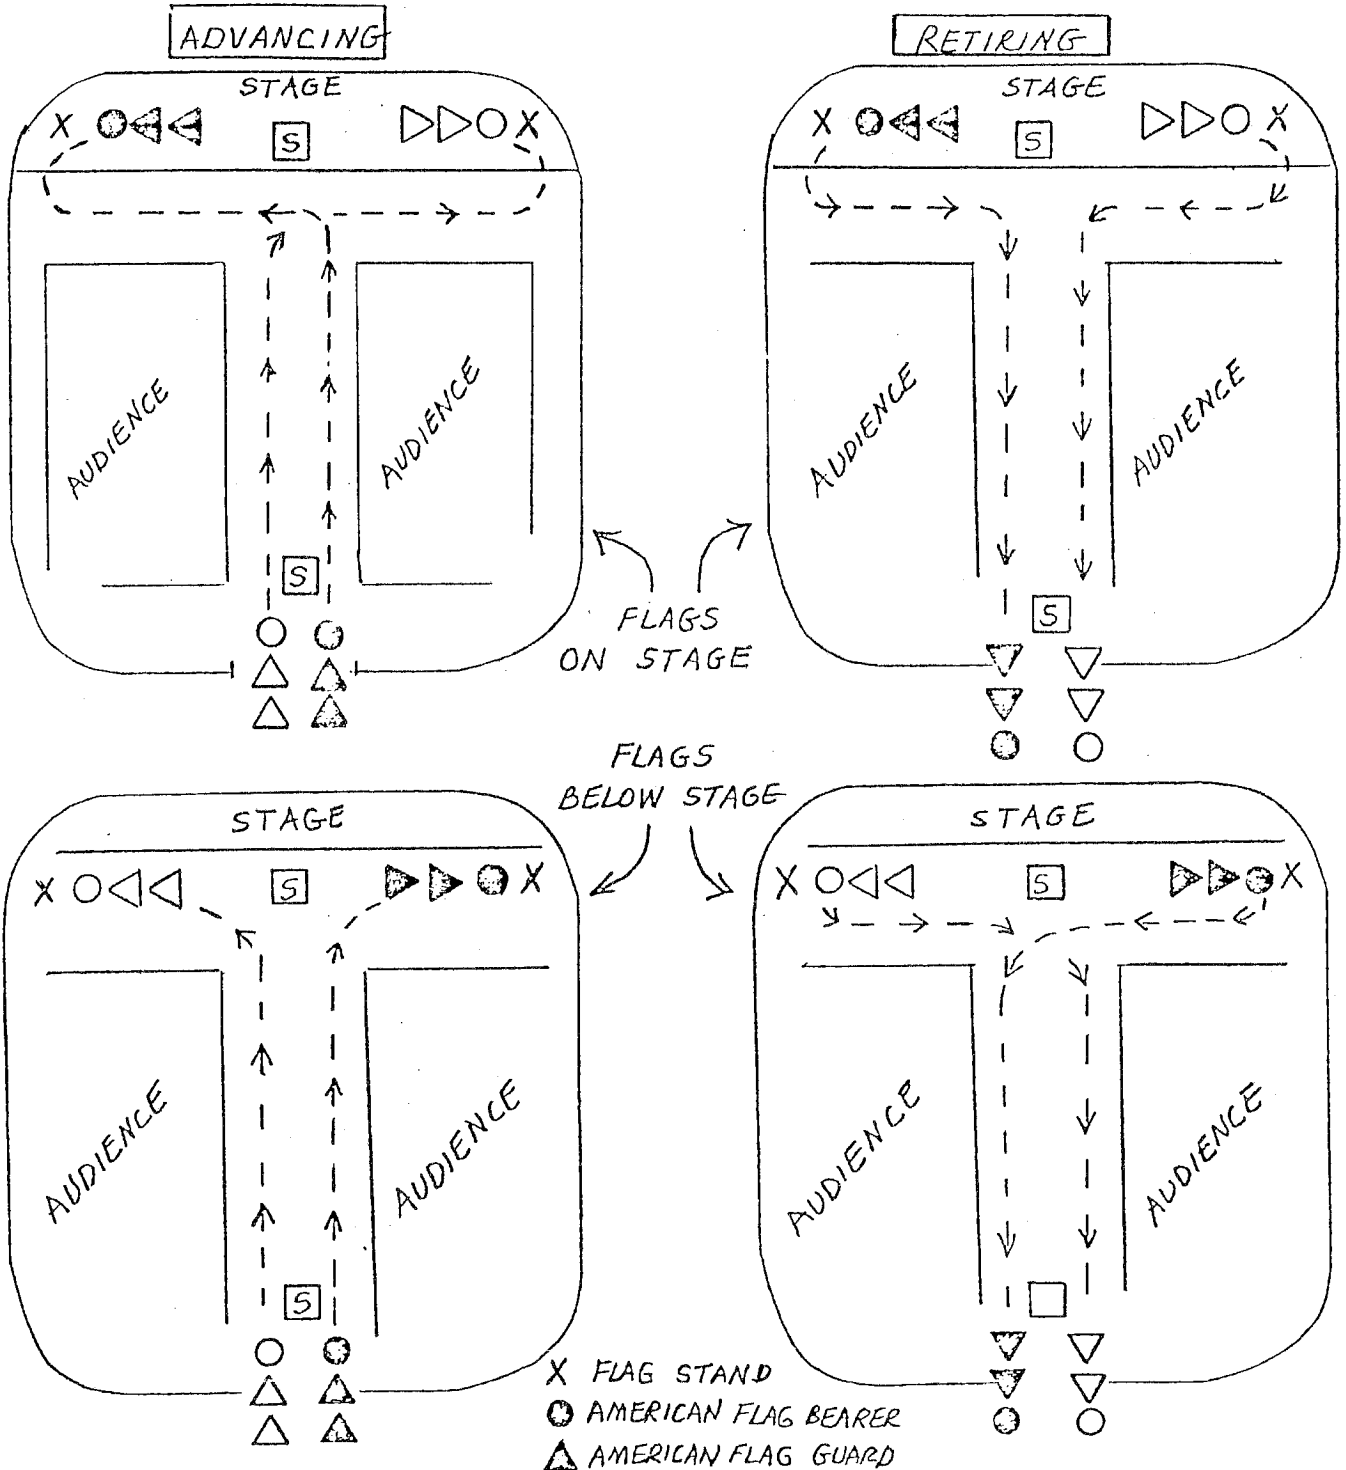 ADVANCING
RETIRING
STAGE
X X
S
STAGE
X X
S
AUDIENCE
AUDIENCE
AUDIENCE
AUDIENCE
S
S
FLAGS
ON STAGE
FLAGS
BELOW STAGE
STAGE
X X
S
STAGE
X X
S
AUDIENCE
AUDIENCE
AUDIENCE
AUDIENCE
S
X FLAG STAND
AMERICAN FLAG BEARER
AMERICAN FLAG GUARD